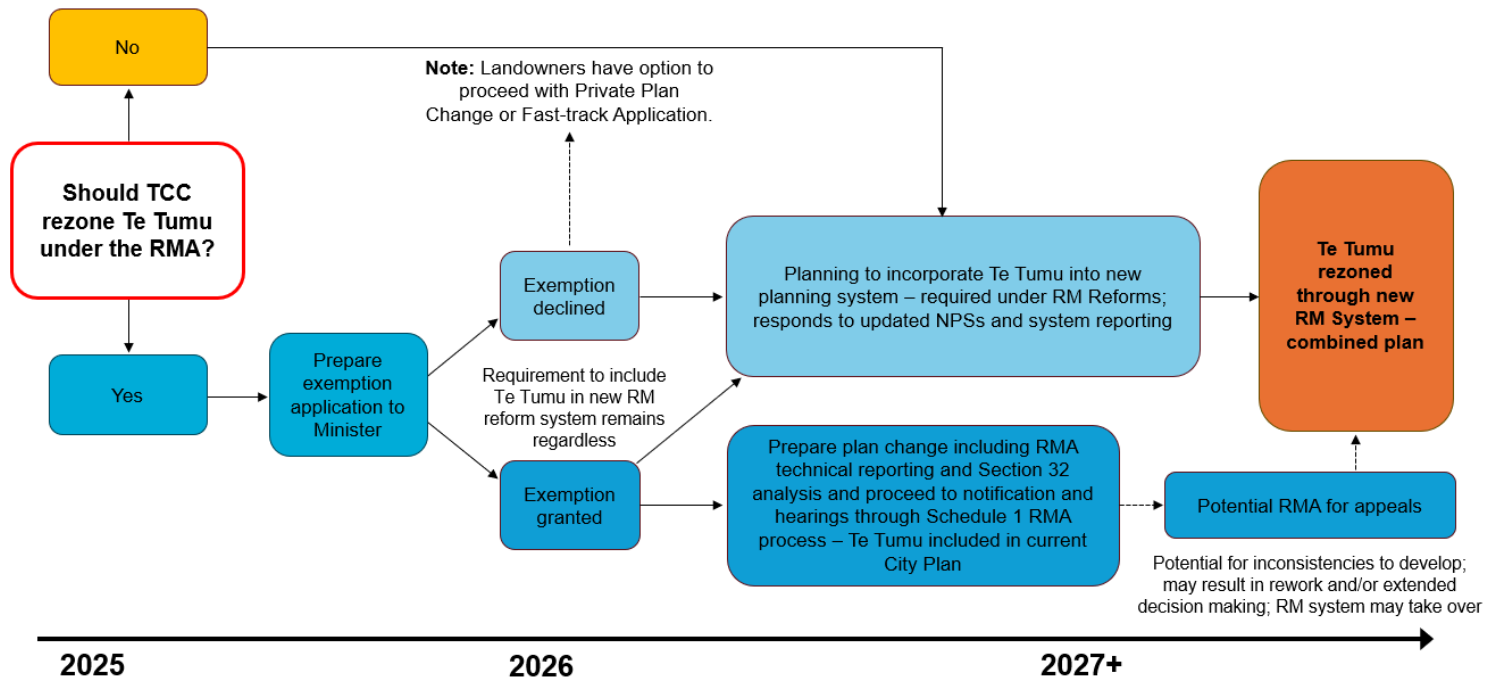 No
Note: Landowners have option to
proceed with Private Plan
Change or Fast-track Application.
Should TCC
rezone Te Tumu
under the RMA?
Yes
Prepare
exemption
application to
Minister
Exemption
declined
Requirement to include
Te Tumu in new RM
reform system remains
regardless
Exemption
granted
Planning to incorporate Te Tumu into new
planning system – required under RM Reforms;
responds to updated NPSs and system reporting
Prepare plan change including RMA
technical reporting and Section 32
analysis and proceed to notification and
hearings through Schedule 1 RMA
process – Te Tumu included in current
City Plan
Te Tumu
rezoned
through new
RM System –
combined plan
Potential RMA for appeals
Potential for inconsistencies to develop;
may result in rework and/or extended
decision making; RM system may take over
2025
2026
2027+